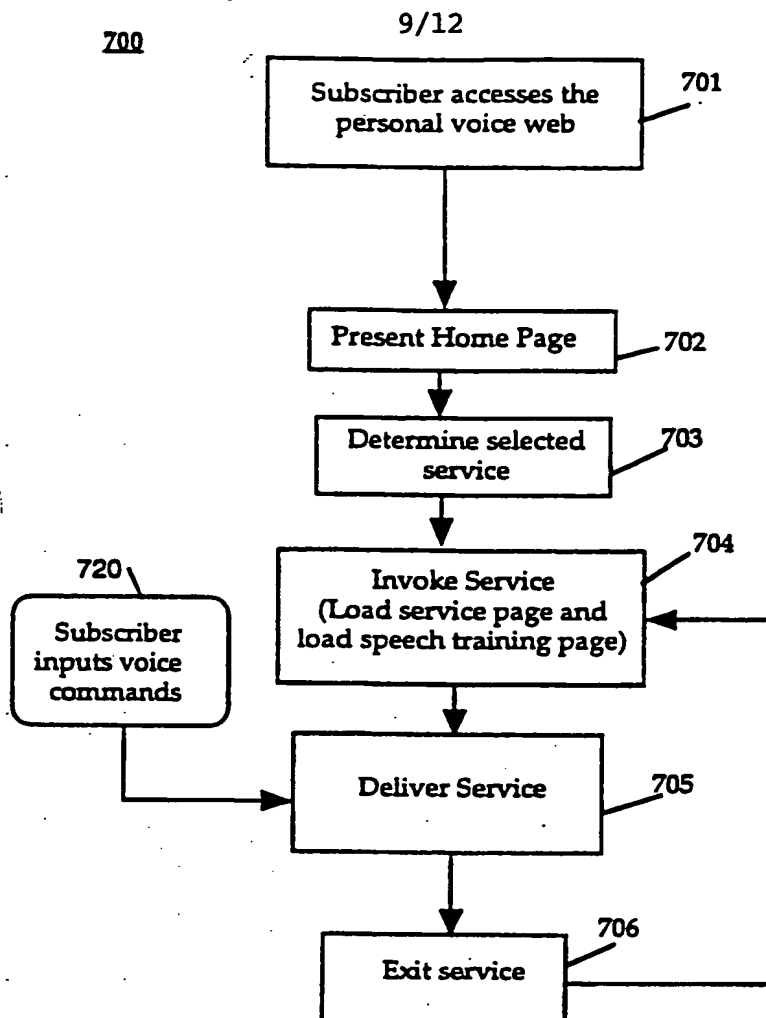 9/12
700
Subscriber accesses the
personal voice web
701
Present Home Page
702
Determine selected
service
703
Invoke Service
(Load service page and
load speech training page)
704
720
Subscriber
inputs voice
commands
Deliver Service
705
706
Exit service